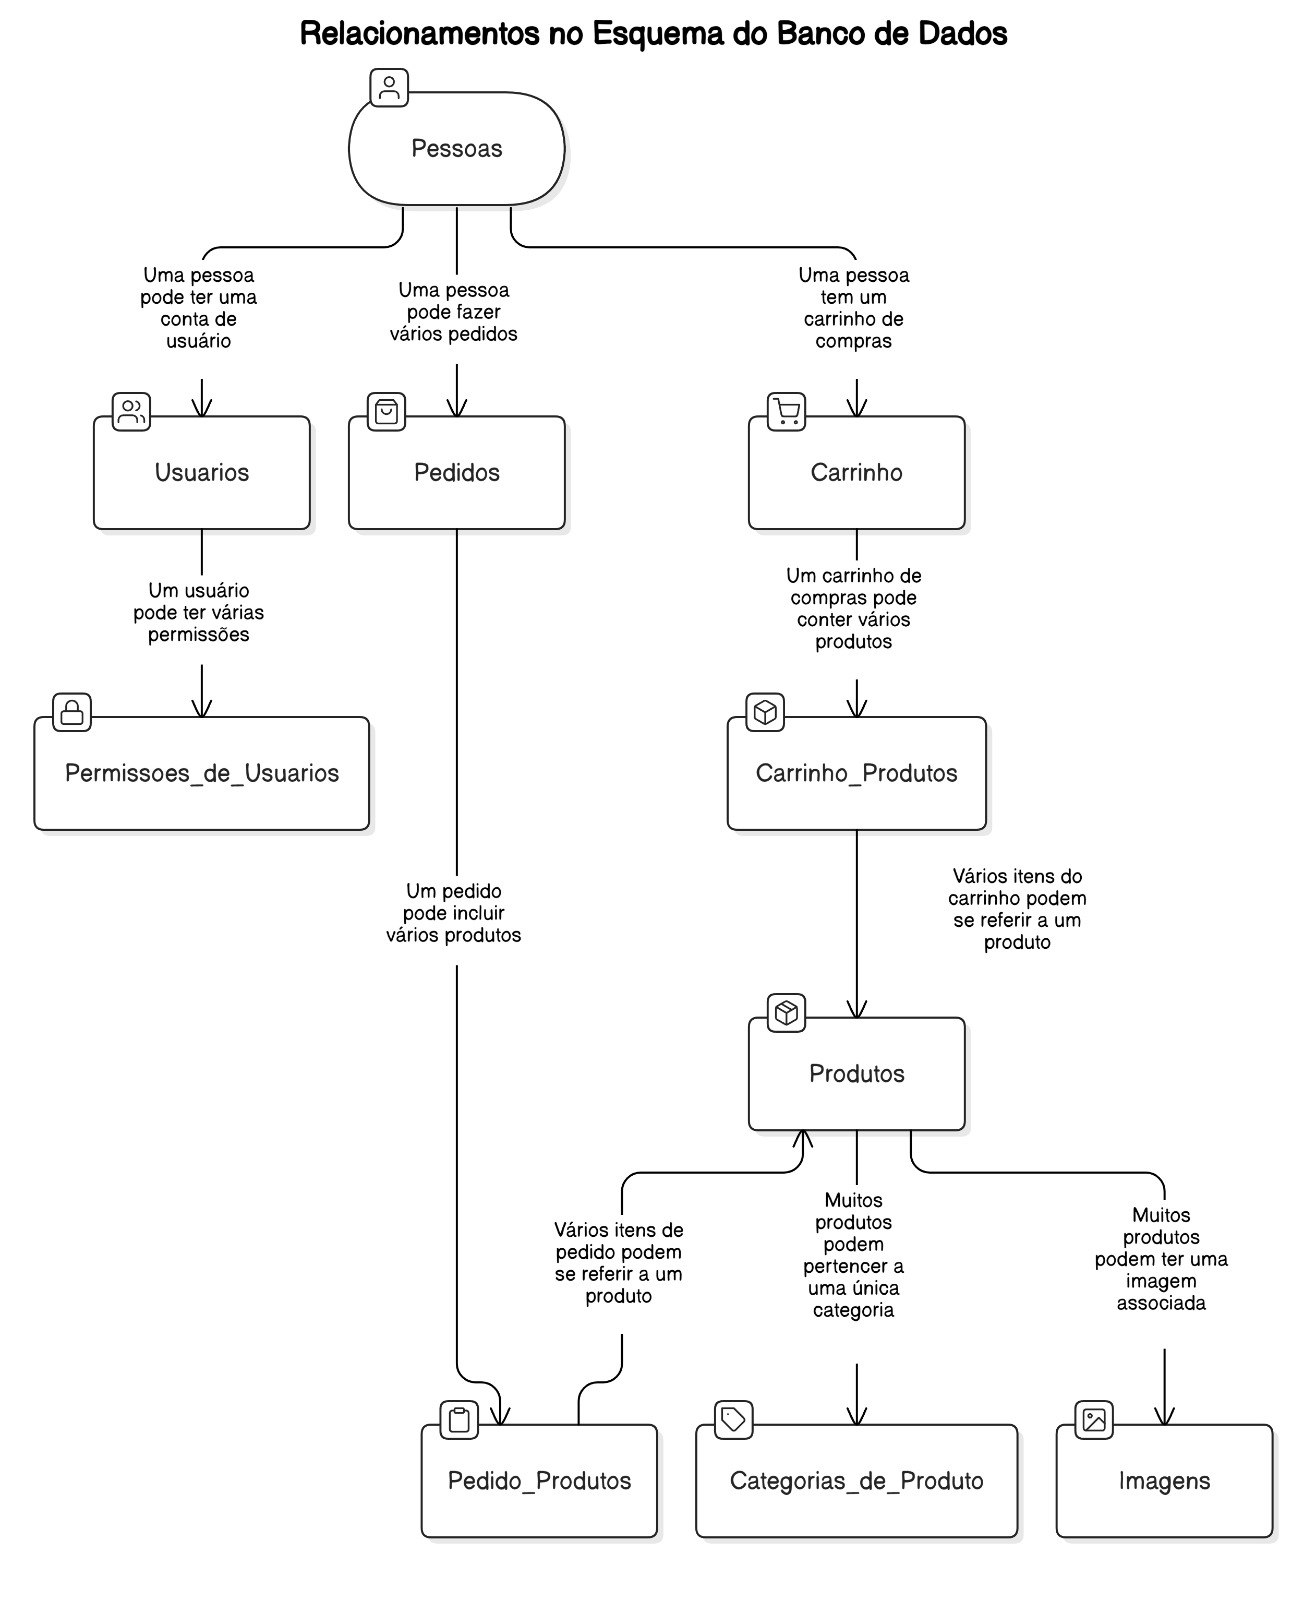 Relacionamentos no Esquema do Banco de Dados
Pessoas
Uma pessoa
pode ter uma
conta de
usuário
Uma pessoa
pode fazer
vários pedidos
Uma pessoa
tem um
carrinho de
compras
Usuarios
Pedidos
Carrinho
Um usuário
pode ter várias
permissões
Um carrinho de
compras pode
conter vários
produtos
Permissoes_de_Usuarios
Carrinho_Produtos
Um pedido
pode incluir
vários produtos
Vários itens do
carrinho podem
se referir a um
produto
Produtos
Vários itens de
pedido podem
se referir a um
produto
Muitos
produtos
podem
pertencer a
uma única
categoria
Muitos
produtos
podem ter uma
imagem
associada
Pedido_Produtos
Categorias_de_Produto
Imagens